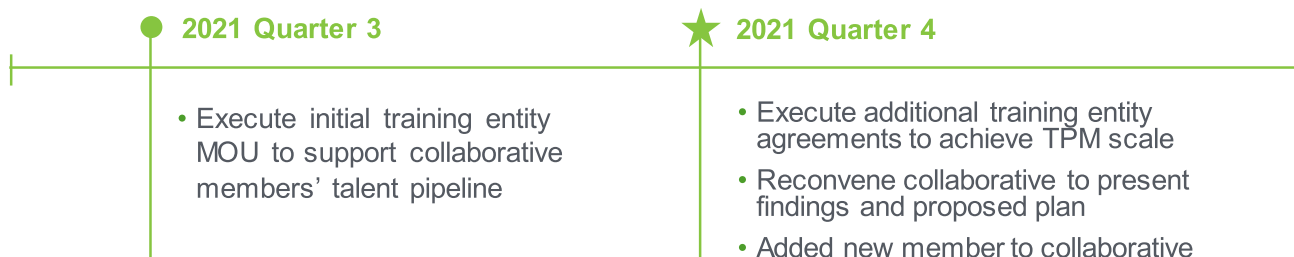 2021 Quarter 3
• Execute initial training entity
MOU to support collaborative
members’ talent pipeline
2021 Quarter 4
• Execute additional training entity
agreements to achieve TPM scale
• Reconvene collaborative to present
findings and proposed plan
• Added new member to collaborative